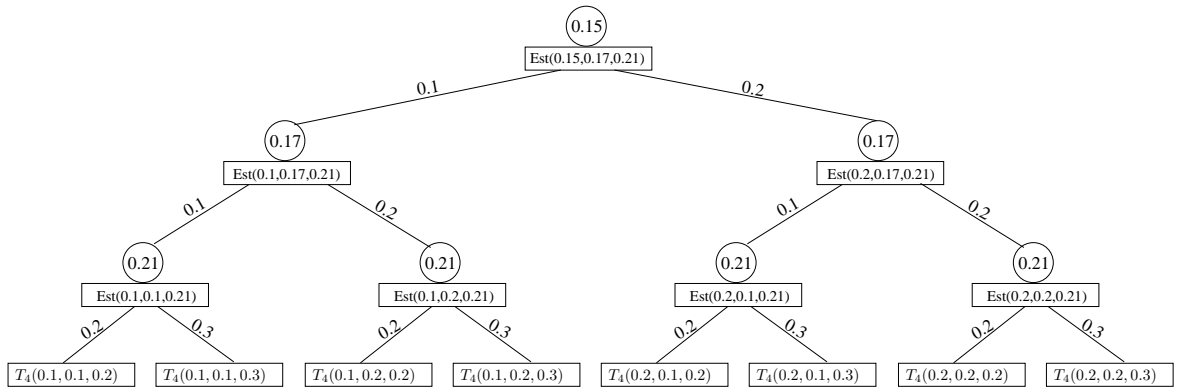 0.15
Est(0.15,0.17,0.21)
0.1 0.2
0.17 0.17
Est(0.1,0.17,0.21) Est(0.2,0.17,0.21)
0.1 0.2 0.1 0.2
0.21 0.21 0.21 0.21
Est(0.1,0.1,0.21) Est(0.1,0.2,0.21) Est(0.2,0.1,0.21) Est(0.2,0.2,0.21)
0.2 0.3 0.2 0.3 0.2 0.3 0.2 0.3
T₄(0.1, 0.1, 0.2) T₄(0.1, 0.1, 0.3) T₄(0.1, 0.2, 0.2) T₄(0.1, 0.2, 0.3) T₄(0.2, 0.1, 0.2) T₄(0.2, 0.1, 0.3) T₄(0.2, 0.2, 0.2) T₄(0.2, 0.2, 0.3)